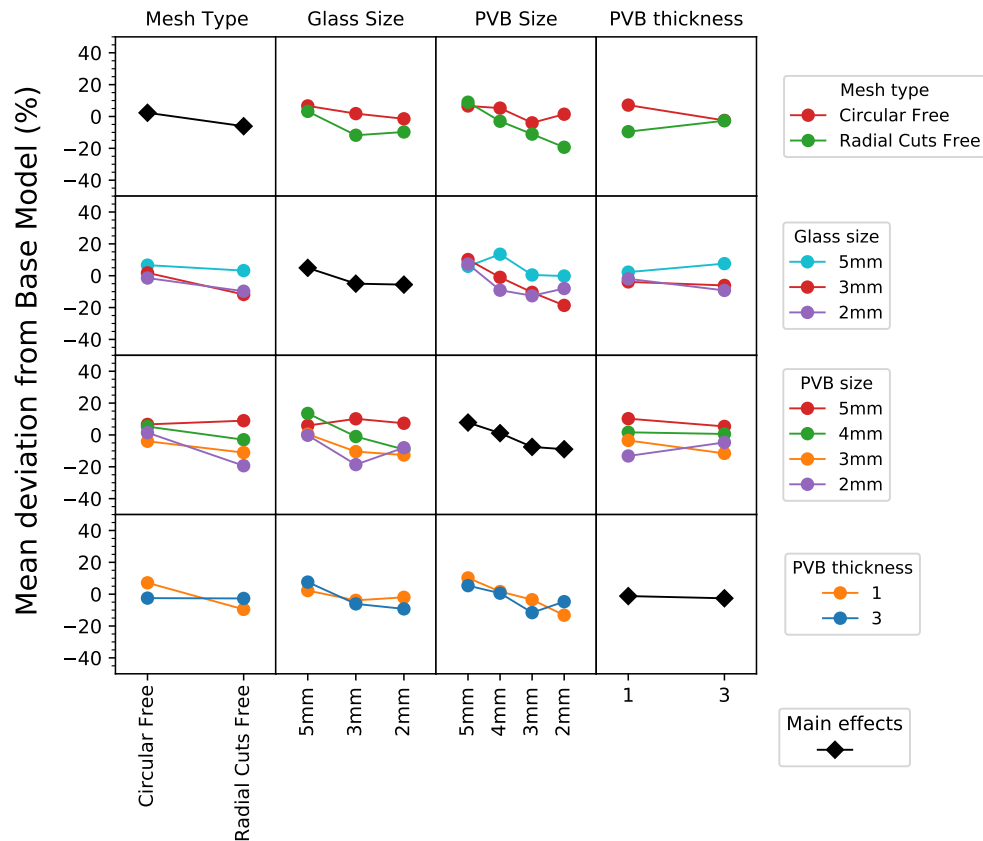 Mesh Type Glass Size PVB Size PVB thickness
Mean deviation from Base Model (%)
40
20
0
−20
−40
Mesh type
Circular Free
Radial Cuts Free
40
20
0
−20
−40
Glass size
5mm
3mm
2mm
40
20
0
−20
−40
PVB size
5mm
4mm
3mm
2mm
40
20
0
−20
−40
PVB thickness
1
3
Circular Free
Radial Cuts Free
5mm
3mm
2mm
5mm
4mm
3mm
2mm
1
3
Main effects